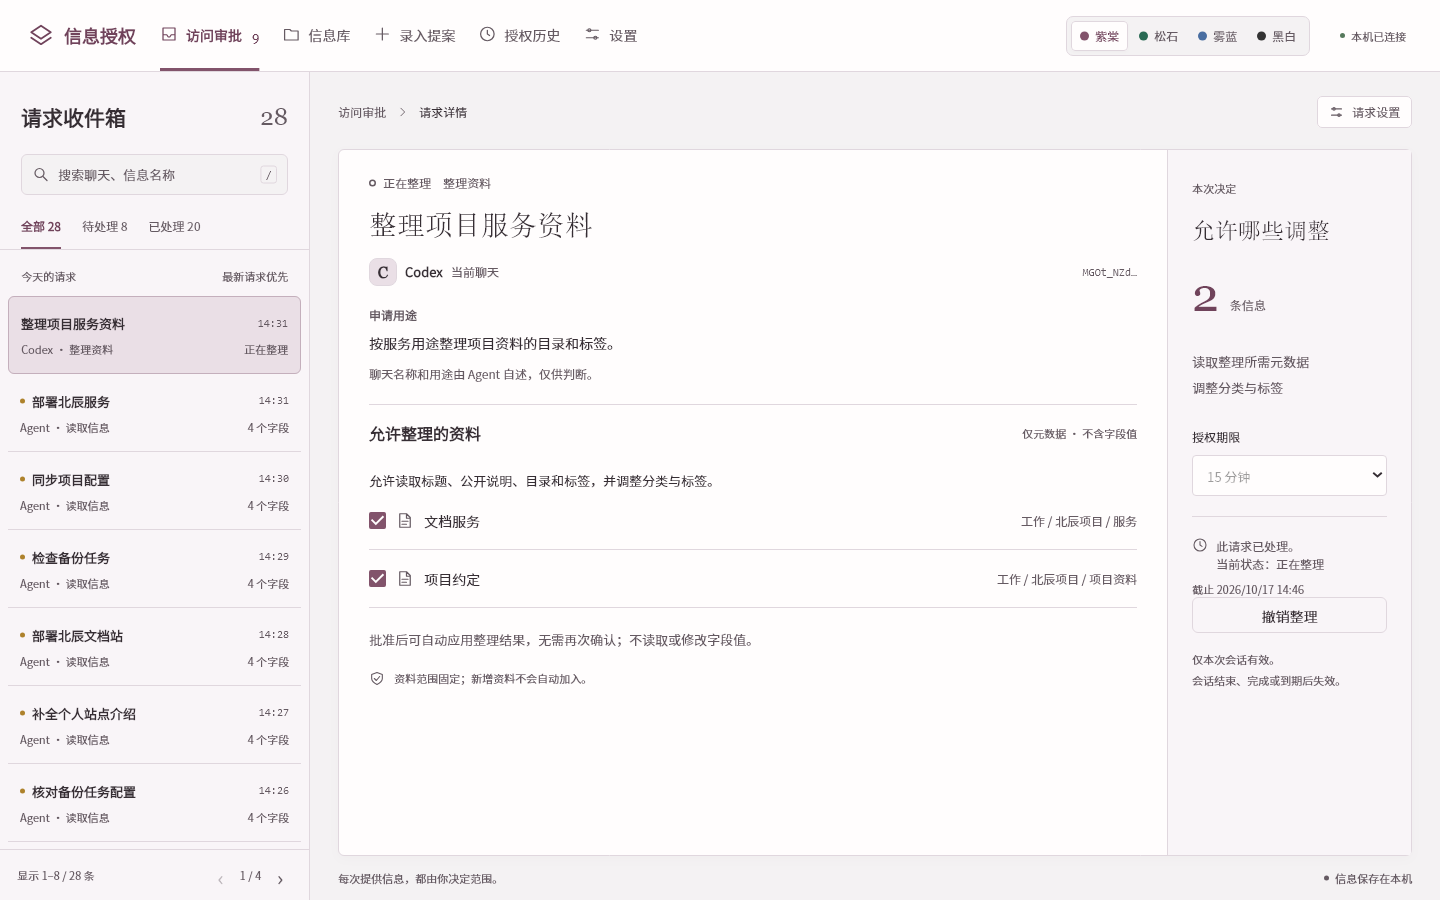 信息授权
访问审批 9
信息库
录入提案
授权历史
设置
紫棠
松石
雾蓝
黑白
本机已连接
请求收件箱 28
搜索聊天、信息名称 /
全部 28 待处理 8 已处理 20
今天的请求 最新请求优先
整理项目服务资料 14:31
Codex · 整理资料 正在整理
部署北辰服务 14:31
Agent · 读取信息 4 个字段
同步项目配置 14:30
Agent · 读取信息 4 个字段
检查备份任务 14:29
Agent · 读取信息 4 个字段
部署北辰文档站 14:28
Agent · 读取信息 4 个字段
补全个人站点介绍 14:27
Agent · 读取信息 4 个字段
核对备份任务配置 14:26
Agent · 读取信息 4 个字段
显示 1–8 / 28 条 ‹ 1 / 4 ›
访问审批 > 请求详情
请求设置
正在整理 整理资料
整理项目服务资料
C Codex 当前聊天 MGOt_NZd…
申请用途
按服务用途整理项目资料的目录和标签。
聊天名称和用途由 Agent 自述，仅供判断。
允许整理的资料 仅元数据 · 不含字段值
允许读取标题、公开说明、目录和标签，并调整分类与标签。
文档服务 工作 / 北辰项目 / 服务
项目约定 工作 / 北辰项目 / 项目资料
批准后可自动应用整理结果，无需再次确认；不读取或修改字段值。
资料范围固定；新增资料不会自动加入。
本次决定
允许哪些调整
2 条信息
读取整理所需元数据
调整分类与标签
授权期限
15 分钟
此请求已处理。
当前状态：正在整理
截止 2026/10/17 14:46
撤销整理
仅本次会话有效。
会话结束、完成或到期后失效。
每次提供信息，都由你决定范围。
信息保存在本机